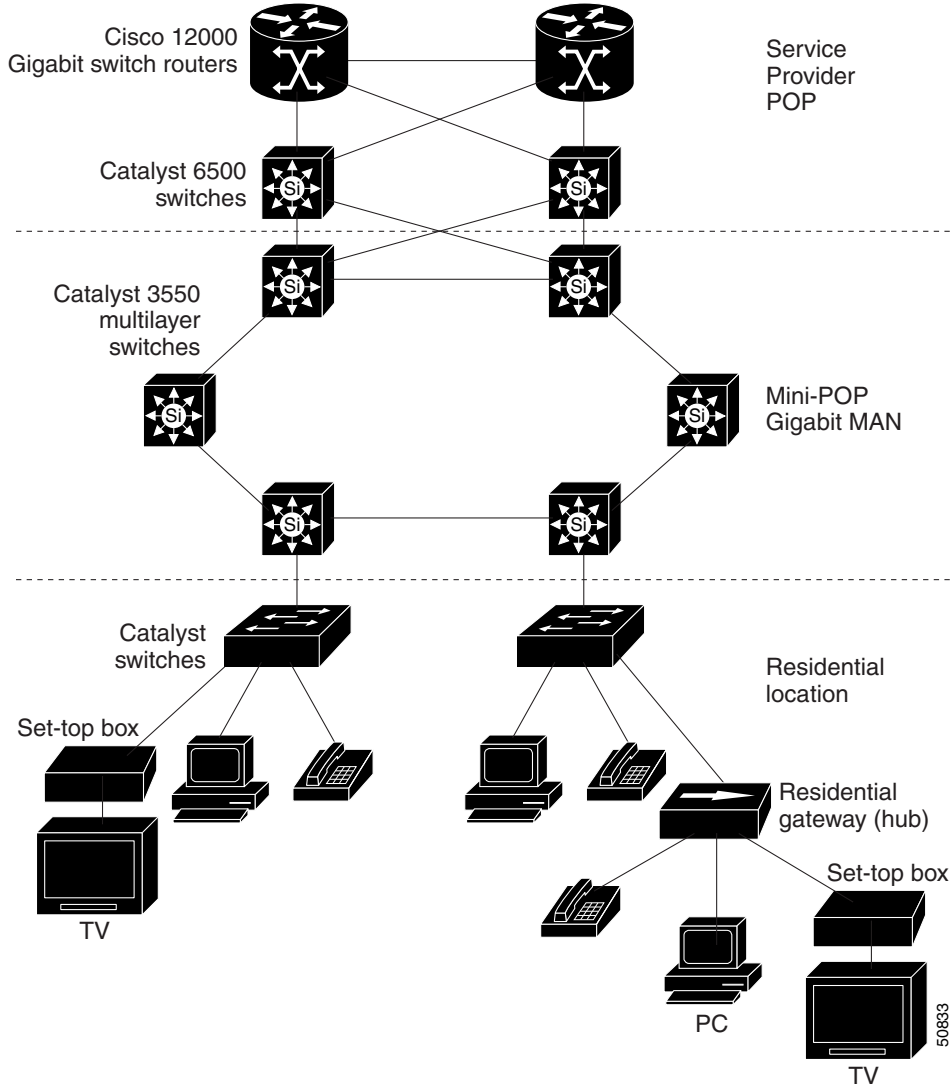 Cisco 12000
Gigabit switch routers
Service
Provider
POP
Catalyst 6500
switches
Si
Si
Catalyst 3550
multilayer
switches
Si
Si
Si
Si
Mini-POP
Gigabit MAN
Si
Si
Catalyst
switches
Residential
location
Set-top box
TV
Residential
gateway (hub)
Set-top box
PC
TV
50833